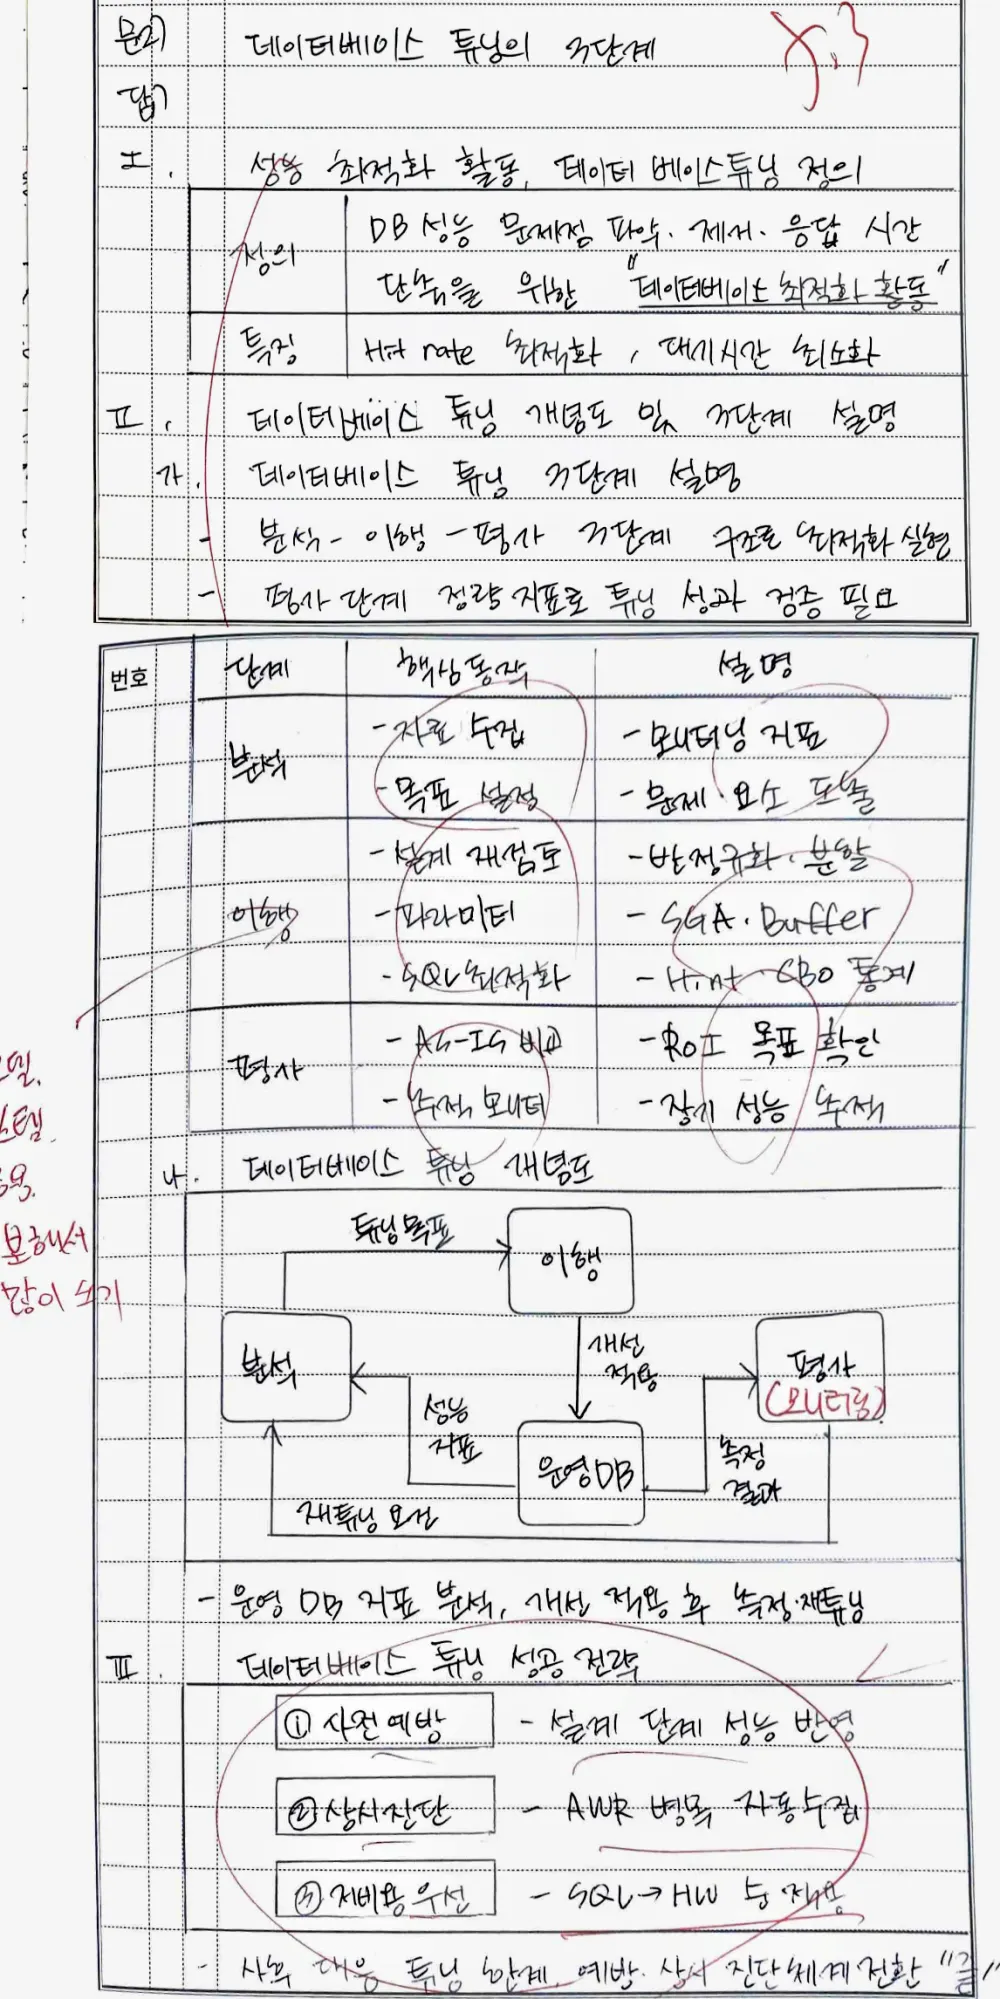 문2) 데이터베이스 튜닝의 3단계
답)
I. 성능 최적화 활동, 데이터베이스튜닝 정의
정의 DB 성능 문제점 파악·제거·응답 시간
단축을 위한 "데이터베이스 최적화 활동"
특징 Hit rate 최적화, 대기시간 최소화
II. 데이터베이스 튜닝 개념도 및 3단계 설명
가. 데이터베이스 튜닝 3단계 설명
- 분석 - 이행 - 평가 3단계 구조로 최적화 실현
- 평가단계 정량지표로 튜닝 성과 검증 필요
번호 단계 핵심동작 설명
분석 - 자료 수집 - 모니터닝 지표
- 목표 설정 - 문제·요소 도출
이행 - 설계 재검토 - 반정규화·분할
- 파라미터 - SGA·Buffer
- SQL최적화 - Hint·CBO 통계
평가 - AS-IS 비교 - ROI 목표 확인
- 추적 모니터 - 장기 성능 추적
본해서
많이 쓰기
나. 데이터베이스 튜닝 개념도
튜닝목표 이행
분석 개선 적용 평가
(모니터링)
성능 지표 운영DB 측정 결과
재튜닝 요건
- 운영 DB 지표 분석, 개선 적용 후 측정·재튜닝
III. 데이터베이스 튜닝 성공 전략
① 사전예방 - 설계 단계 성능 반영
② 상시진단 - AWR 병목 자동수집
③ 저비용우선 - SQL→HW 순 적용
- 사후 대응 튜닝 한계, 예방·상시 진단체계 전환 "끝"